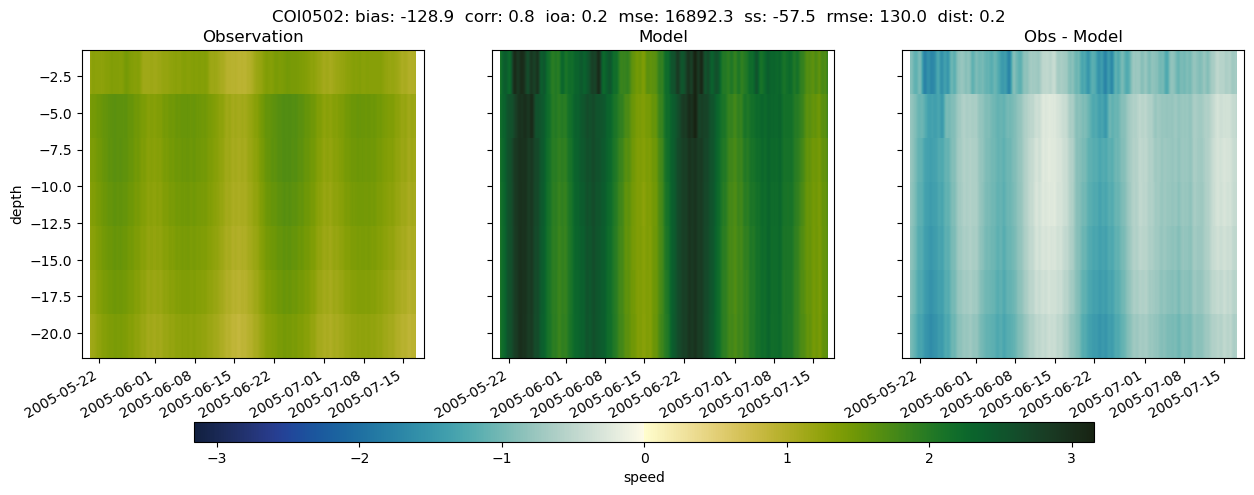 COI0502: bias: -128.9  corr: 0.8  ioa: 0.2  mse: 16892.3  ss: -57.5  rmse: 130.0  dist: 0.2
Observation
Model
Obs - Model
depth
−2.5
−5.0
−7.5
−10.0
−12.5
−15.0
−17.5
−20.0
2005-05-22 2005-06-01 2005-06-08 2005-06-15 2005-06-22 2005-07-01 2005-07-08 2005-07-15
2005-05-22 2005-06-01 2005-06-08 2005-06-15 2005-06-22 2005-07-01 2005-07-08 2005-07-15
2005-05-22 2005-06-01 2005-06-08 2005-06-15 2005-06-22 2005-07-01 2005-07-08 2005-07-15
−3 −2 −1 0 1 2 3
speed